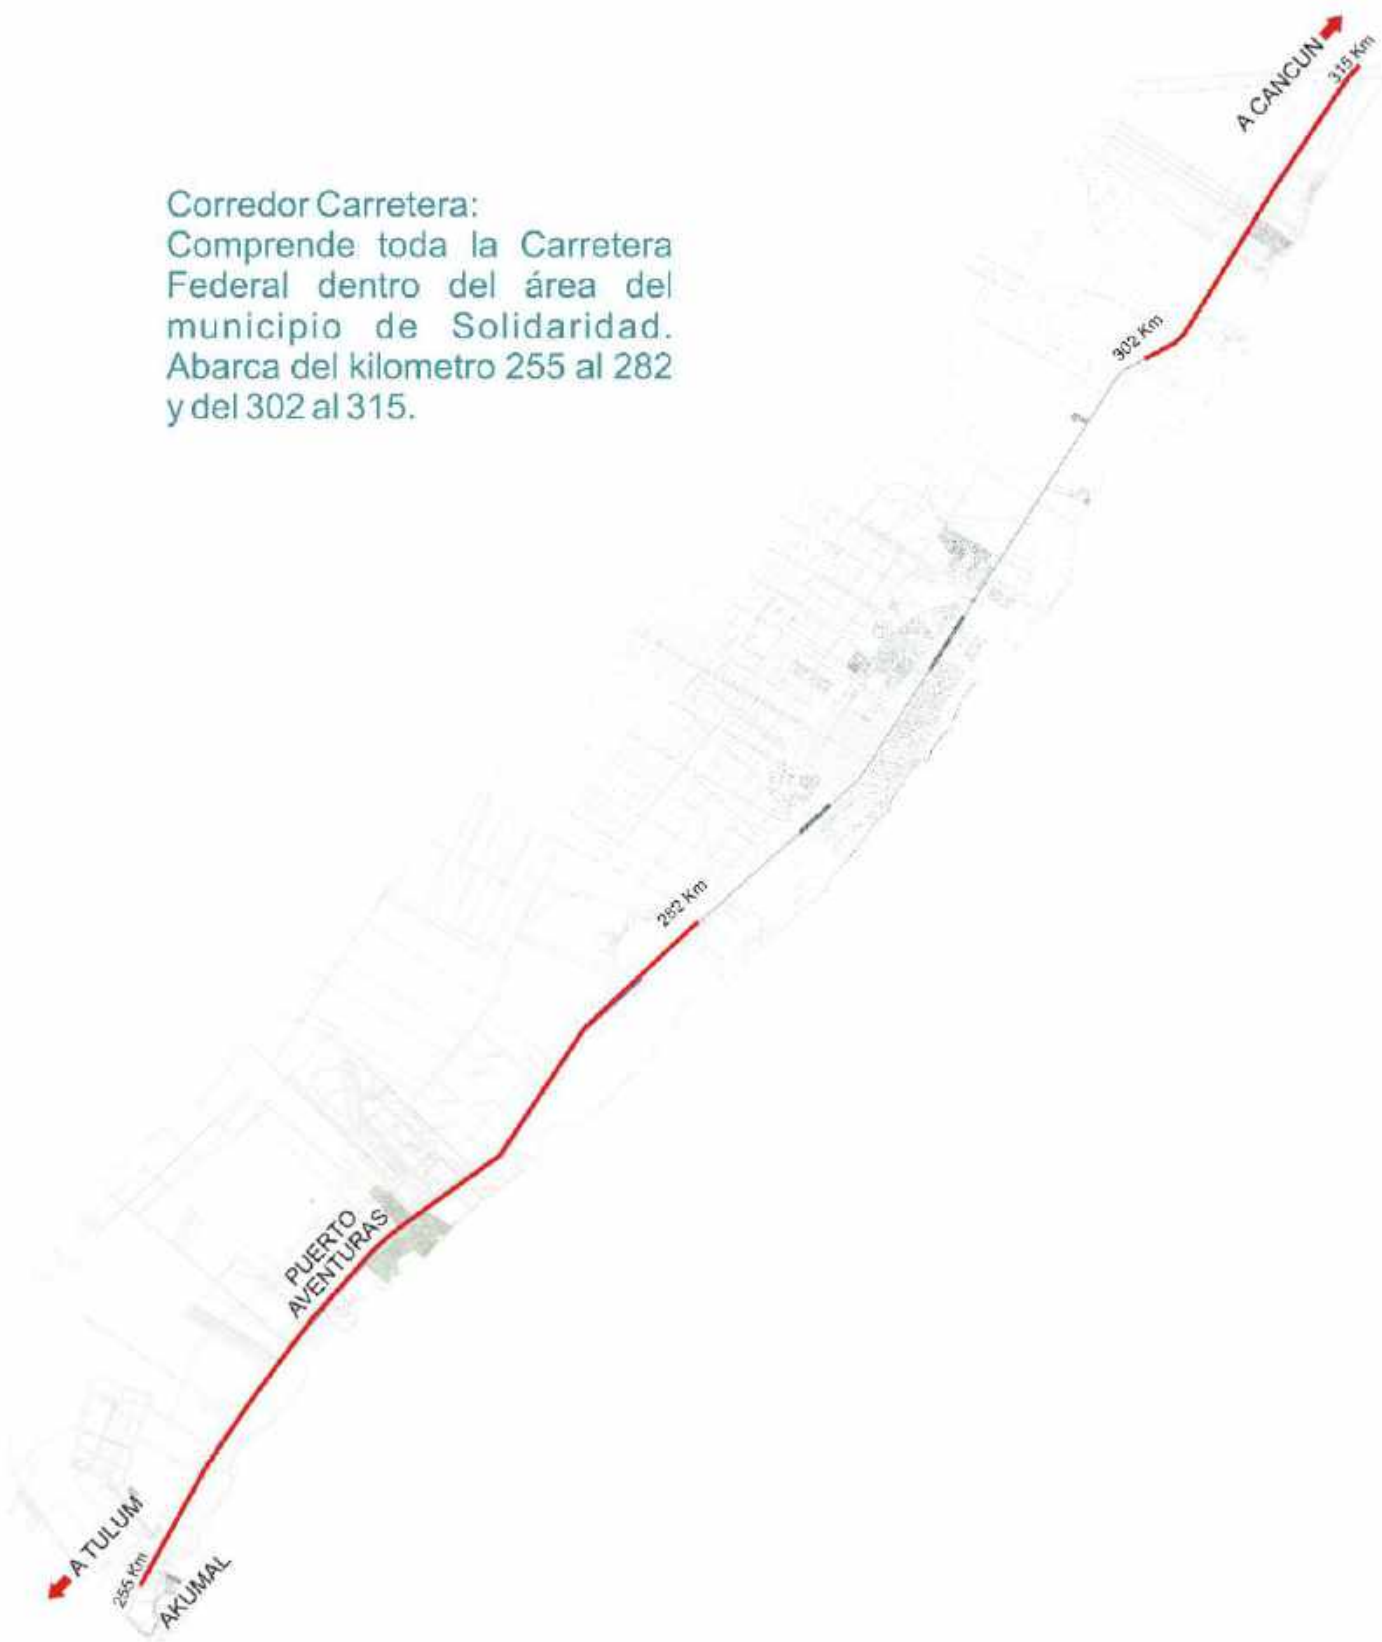 A CANCUN
315 Km
Corredor Carretera:
Comprende toda la Carretera
Federal dentro del área del
municipio de Solidaridad.
Abarca del kilometro 255 al 282
y del 302 al 315.
302 Km
282 Km
PUERTO
AVENTURAS
A TULUM
255 Km
AKUMAL